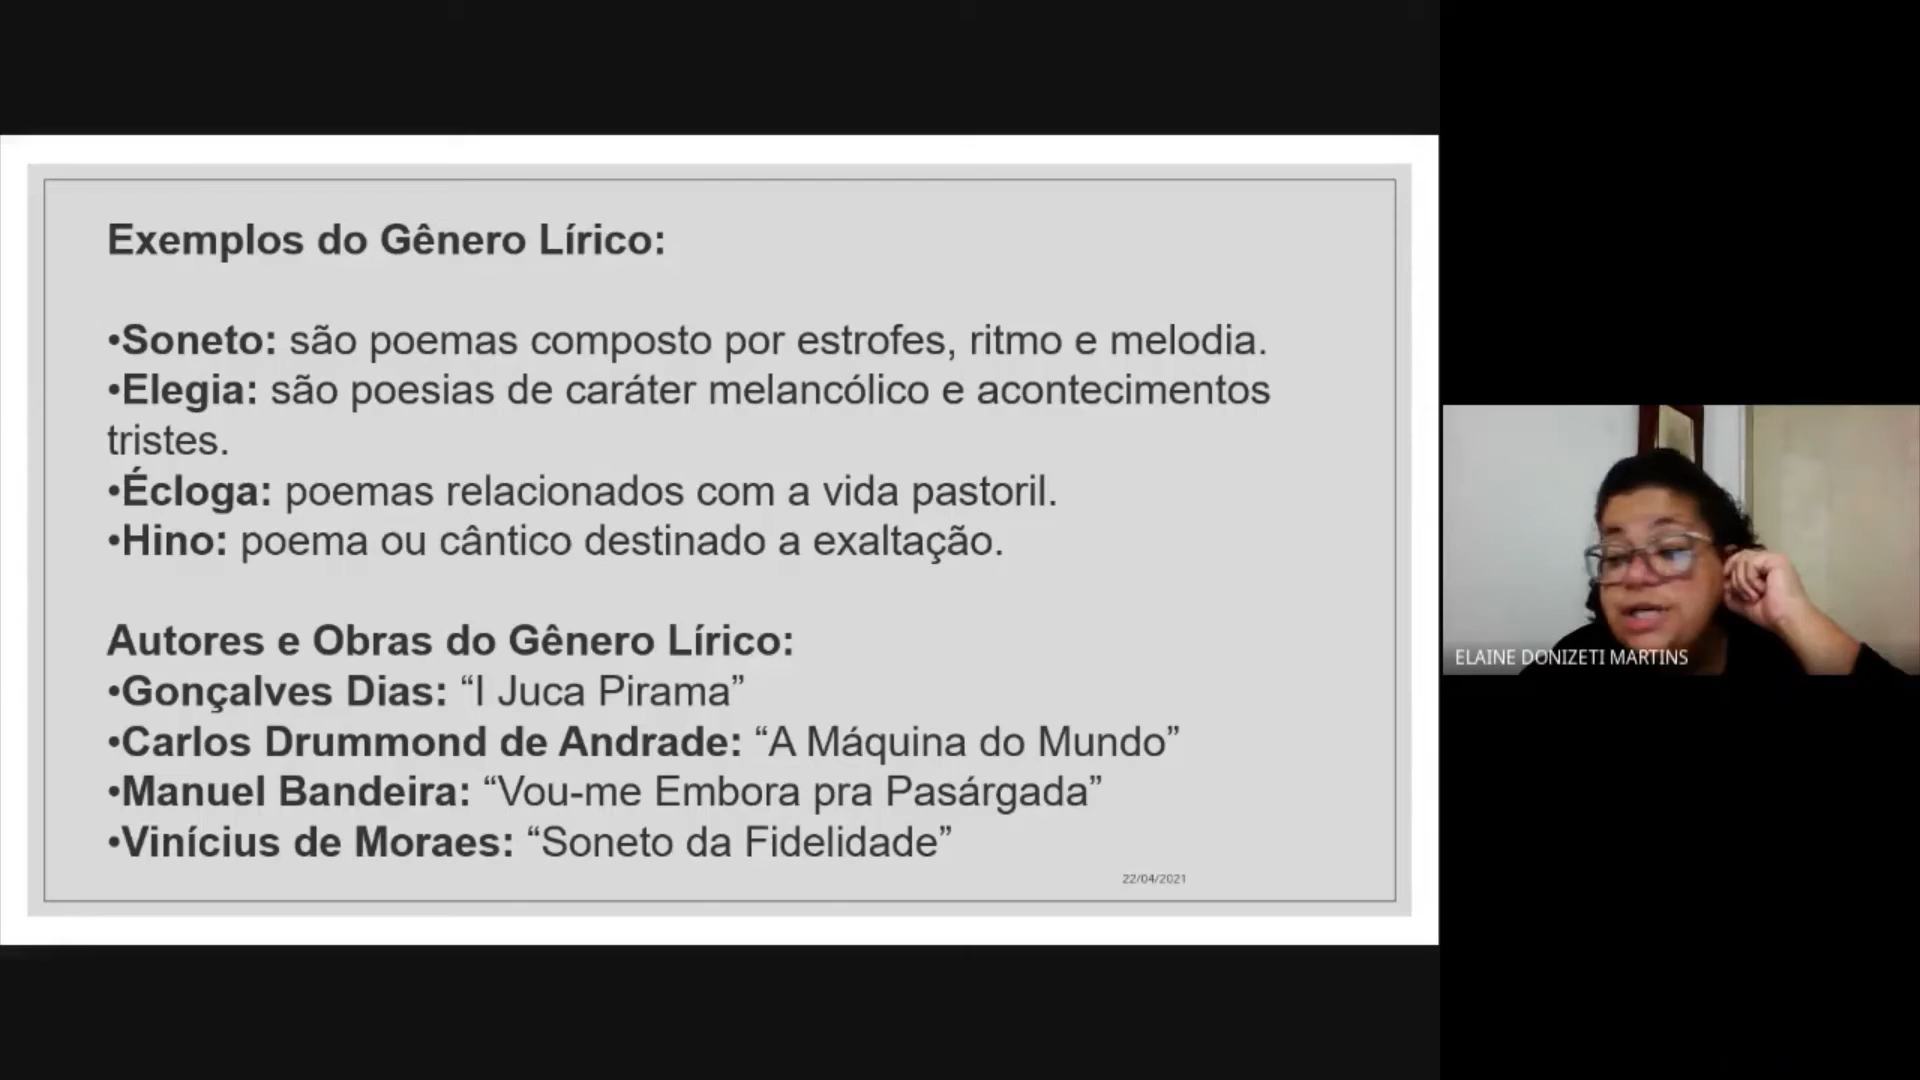 Exemplos do Gênero Lírico:
•Soneto: são poemas composto por estrofes, ritmo e melodia.
•Elegia: são poesias de caráter melancólico e acontecimentos
tristes.
•Écloga: poemas relacionados com a vida pastoril.
•Hino: poema ou cântico destinado a exaltação.
Autores e Obras do Gênero Lírico:
•Gonçalves Dias: “I Juca Pirama”
•Carlos Drummond de Andrade: “A Máquina do Mundo”
•Manuel Bandeira: “Vou-me Embora pra Pasárgada”
•Vinícius de Moraes: “Soneto da Fidelidade”
22/04/2021
ELAINE DONIZETI MARTINS